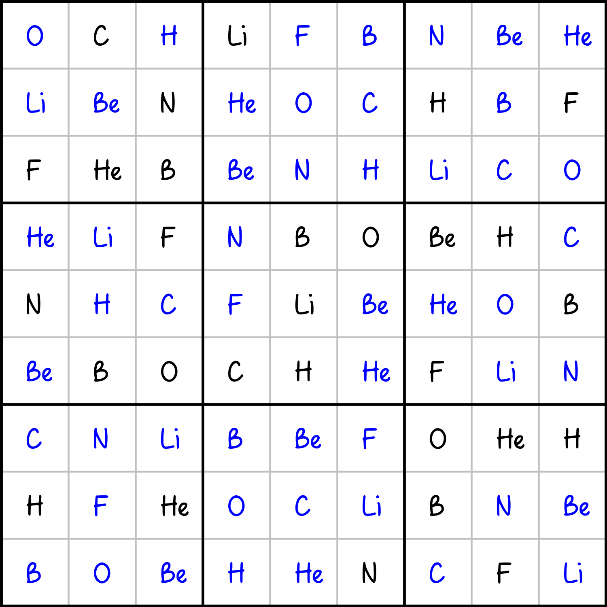 O C H Li F B N Be He
Li Be N He O C H B F
F He B Be N H Li C O
He Li F N B O Be H C
N H C F Li Be He O B
Be B O C H He F Li N
C N Li B Be F O He H
H F He O C Li B N Be
B O Be H He N C F Li